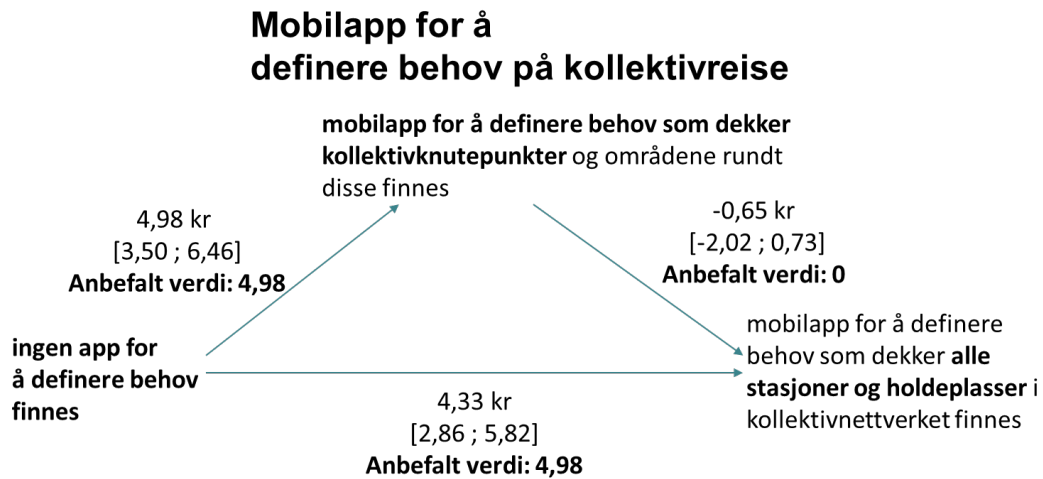 Mobilapp for å
definere behov på kollektivreise
mobilapp for å definere behov som dekker
kollektivknutepunkter og områdene rundt
disse finnes
4,98 kr
[3,50 ; 6,46]
Anbefalt verdi: 4,98
-0,65 kr
[-2,02 ; 0,73]
Anbefalt verdi: 0
ingen app for
å definere behov
finnes
mobilapp for å definere
behov som dekker alle
stasjoner og holdeplasser i
kollektivnettverket finnes
4,33 kr
[2,86 ; 5,82]
Anbefalt verdi: 4,98